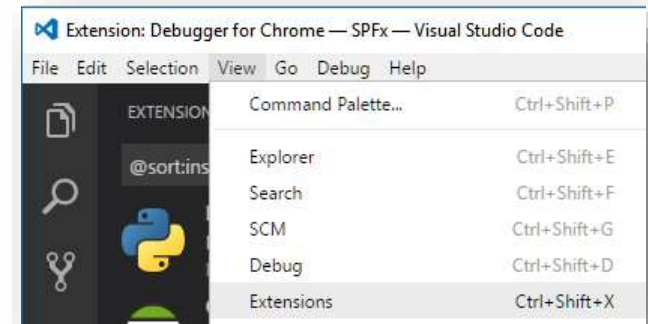 Extension: Debugger for Chrome — SPFx — Visual Studio Code
File Edit Selection View Go Debug Help
EXTENSION
Command Palette... Ctrl+Shift+P
@sort:ins
Explorer Ctrl+Shift+E
Search Ctrl+Shift+F
SCM Ctrl+Shift+G
Debug Ctrl+Shift+D
Extensions Ctrl+Shift+X